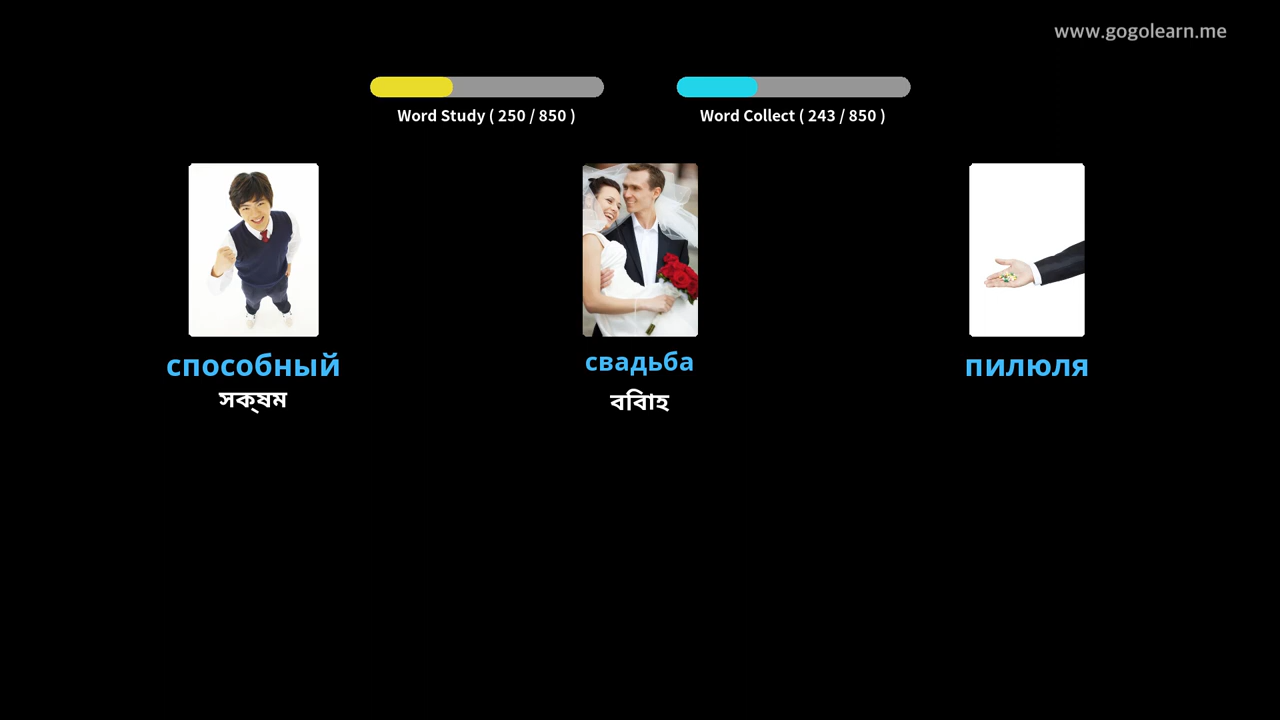 www.gogolearn.me
Word Study ( 250 / 850 )
Word Collect ( 243 / 850 )
способный
свадьба
пилюля
সক্ষম
ববিাহ